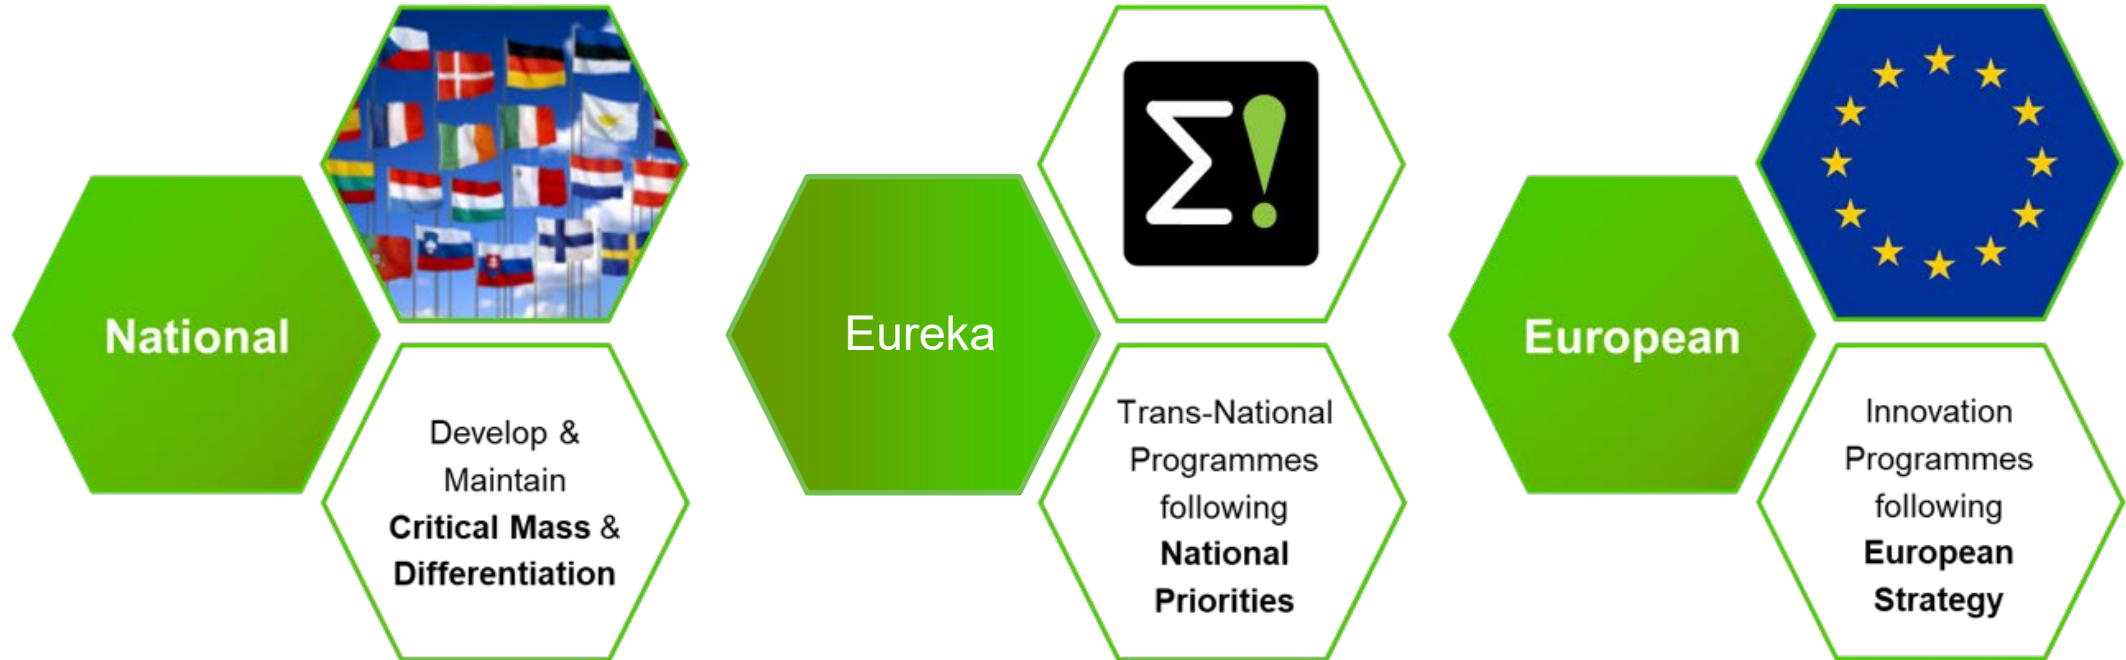 National
Develop &
Maintain
Critical Mass &
Differentiation
Eureka
Σ!
Trans-National
Programmes
following
National
Priorities
European
Innovation
Programmes
following
European
Strategy